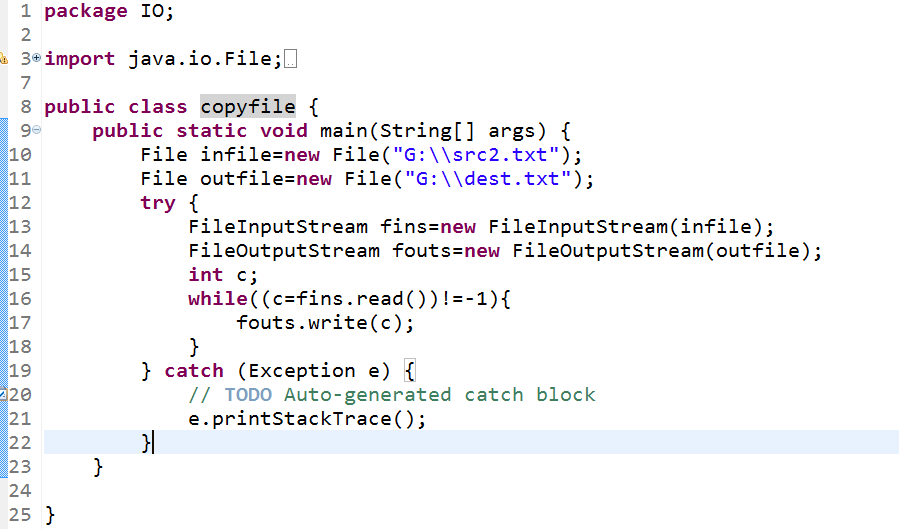 1 package IO;
2
3 import java.io.File;
7
8 public class copyfile {
9     public static void main(String[] args) {
10         File infile=new File("G:\\src2.txt");
11         File outfile=new File("G:\\dest.txt");
12         try {
13             FileInputStream fins=new FileInputStream(infile);
14             FileOutputStream fouts=new FileOutputStream(outfile);
15             int c;
16             while((c=fins.read())!=-1){
17                 fouts.write(c);
18             }
19         } catch (Exception e) {
20             // TODO Auto-generated catch block
21             e.printStackTrace();
22         }
23     }
24
25 }